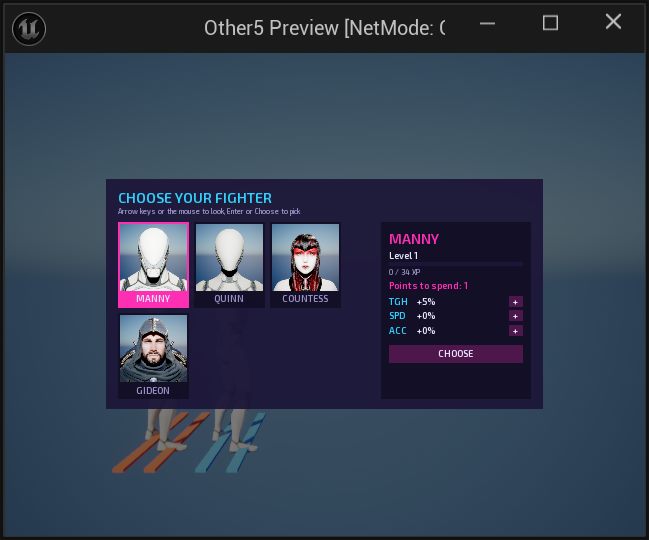 Other5 Preview [NetMode: C
CHOOSE YOUR FIGHTER
Arrow keys or the mouse to look, Enter or Choose to pick
MANNY
QUINN
COUNTESS
GIDEON
MANNY
Level 1
0 / 34 XP
Points to spend: 1
TGH +5% +
SPD +0% +
ACC +0% +
CHOOSE